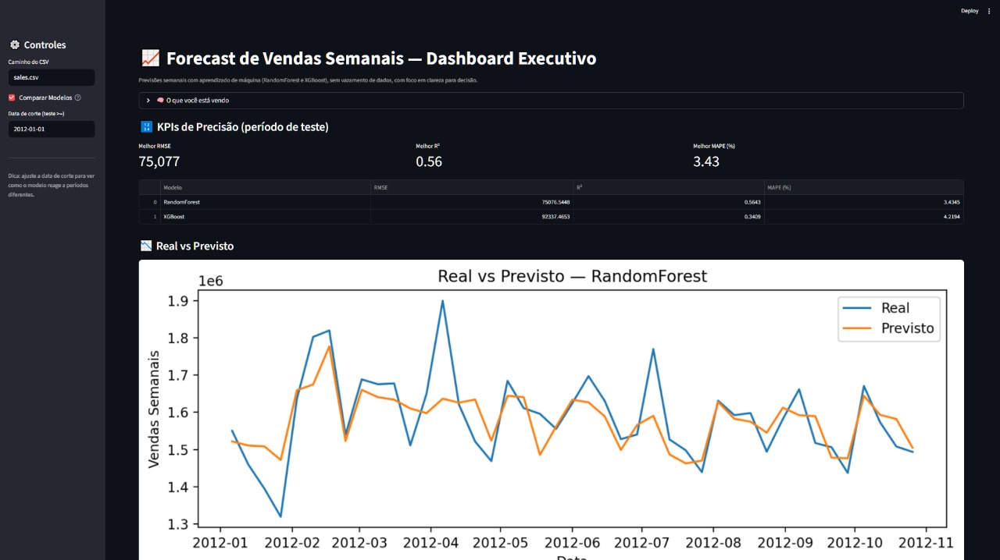 Deploy
Controles
Caminho do CSV
sales.csv
Comparar Modelos
Data de corte (teste >=)
2012-01-01
Dica: ajuste a data de corte para ver
como o modelo reage a períodos
diferentes.
Forecast de Vendas Semanais — Dashboard Executivo
Previsões semanais com aprendizado de máquina (RandomForest e XGBoost), sem vazamento de dados, com foco em clareza para decisão.
O que você está vendo
KPIs de Precisão (período de teste)
Melhor RMSE
75,077
Melhor R²
0.56
Melhor MAPE (%)
3.43
Modelo RMSE R² MAPE (%)
0 RandomForest 75076.5448 0.5643 3.4345
1 XGBoost 92337.4653 0.3409 4.2194
Real vs Previsto
Real vs Previsto — RandomForest
1e6
Real
Previsto
Vendas Semanais
1.9
1.8
1.7
1.6
1.5
1.4
1.3
2012-01 2012-02 2012-03 2012-04 2012-05 2012-06 2012-07 2012-08 2012-09 2012-10 2012-11
Data